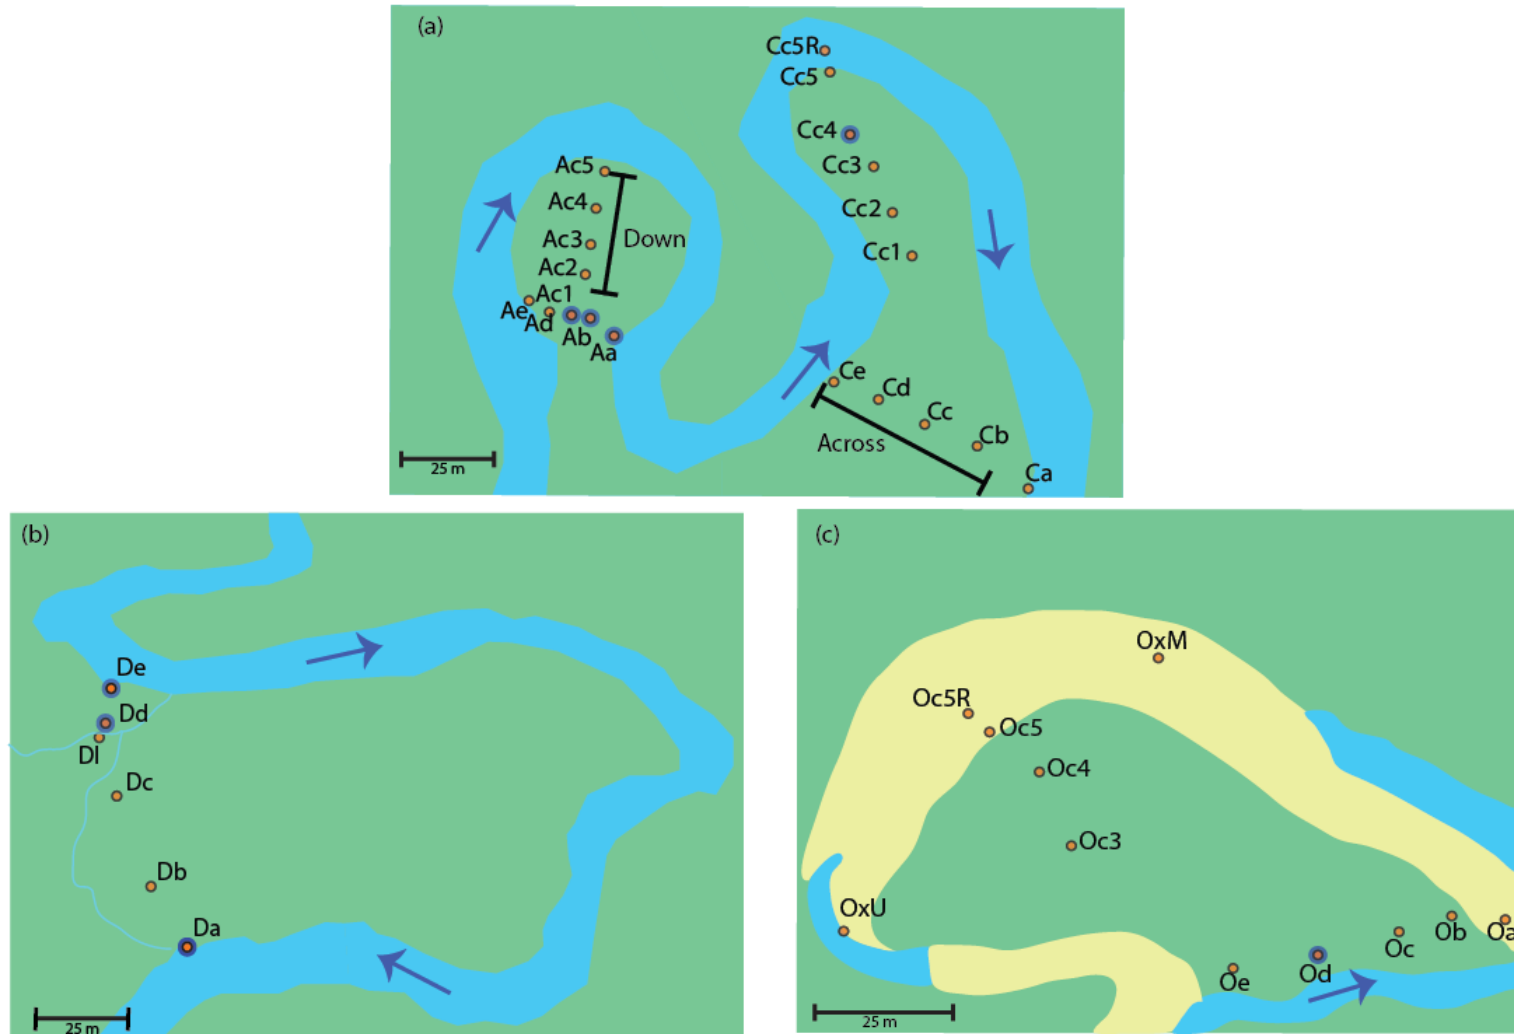 (a)
Cc5R
Cc5
Cc4
Cc3
Cc2
Cc1
Ac5
Ac4
Ac3
Ac2
Ac1
Down
Ae
Ad
Ab
Aa
Ce
Cd
Cc
Cb
Ca
Across
25 m
(b)
De
Dd
Dl
Dc
Db
Da
25 m
(c)
OxM
Oc5R
Oc5
Oc4
Oc3
OxU
Oe
Od
Oc
Ob
Oa
25 m